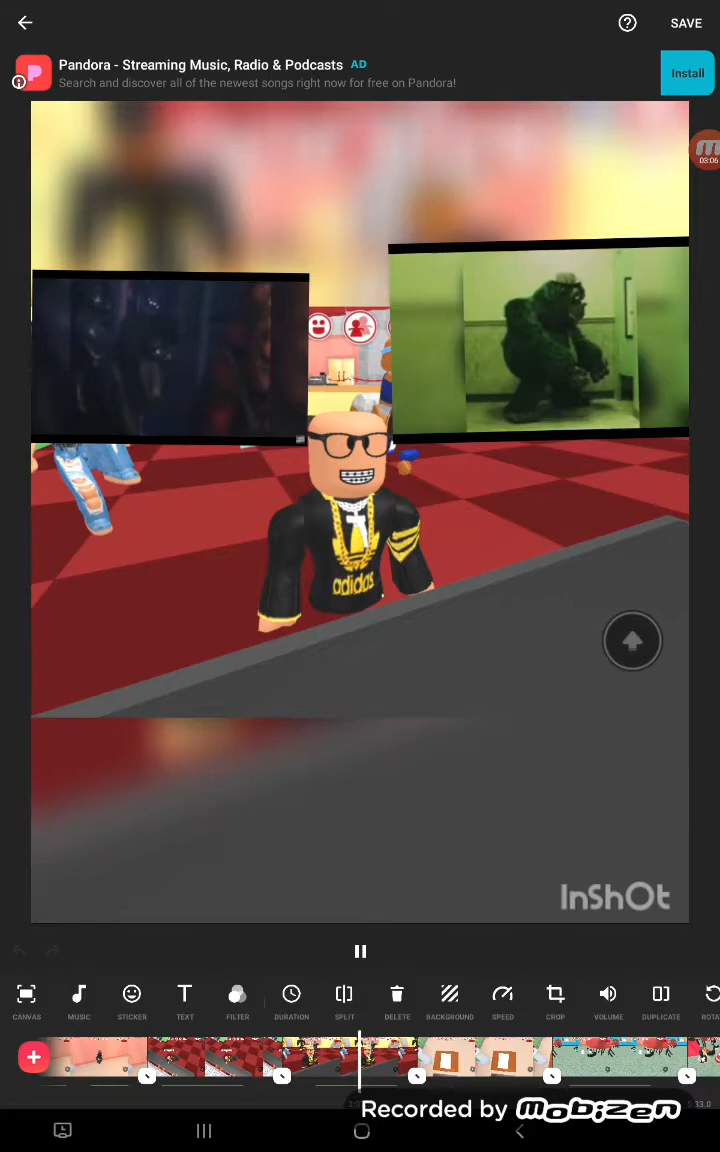 SAVE
Pandora - Streaming Music, Radio & Podcasts AD
Search and discover all of the newest songs right now for free on Pandora!
Install
03:06
adidas
InShOt
CANVAS MUSIC STICKER TEXT FILTER DURATION SPLIT DELETE BACKGROUND SPEED CROP VOLUME DUPLICATE
Recorded by mobizen